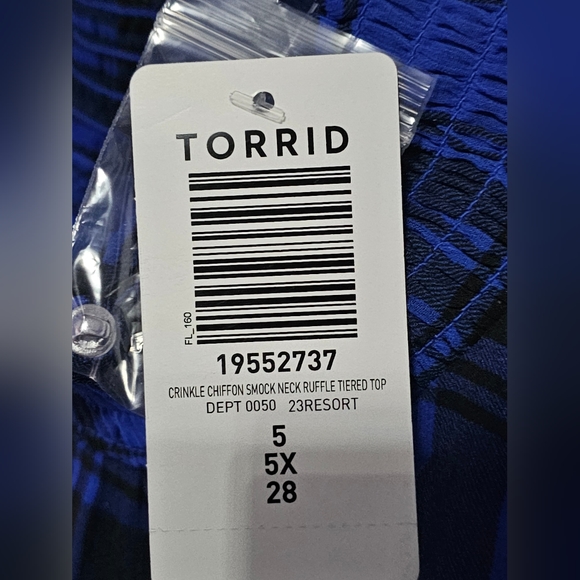 TORRID
FL_160
19552737
CRINKLE CHIFFON SMOCK NECK RUFFLE TIERED TOP
DEPT 0050 23RESORT
5
5X
28